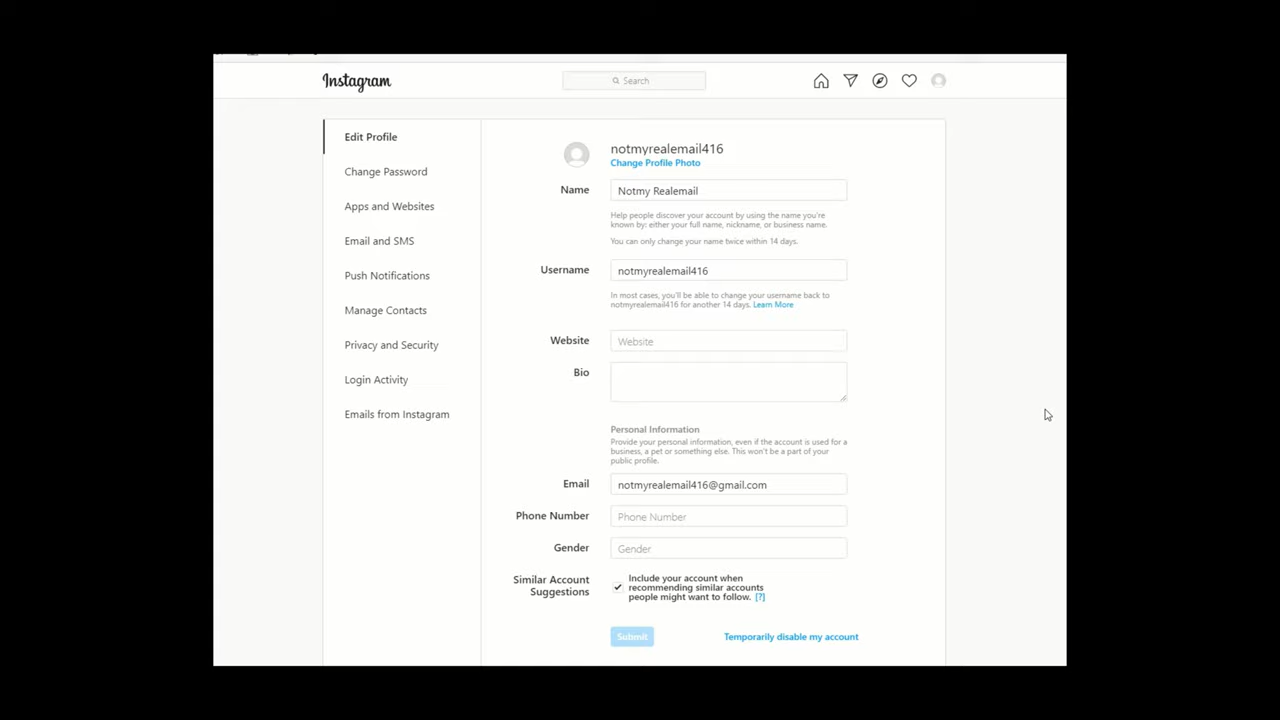 Instagram
Search
Edit Profile
Change Password
Apps and Websites
Email and SMS
Push Notifications
Manage Contacts
Privacy and Security
Login Activity
Emails from Instagram
notmyrealemail416
Change Profile Photo
Name
Notmy Realemail
Help people discover your account by using the name you're
known by: either your full name, nickname, or business name.
You can only change your name twice within 14 days.
Username
notmyrealemail416
In most cases, you'll be able to change your username back to
notmyrealemail416 for another 14 days. Learn More
Website
Website
Bio
Personal Information
Provide your personal information, even if the account is used for a
business, a pet or something else. This won't be a part of your
public profile.
Email
notmyrealemail416@gmail.com
Phone Number
Phone Number
Gender
Gender
Similar Account
Suggestions
Include your account when
recommending similar accounts
people might want to follow. [?]
Submit
Temporarily disable my account